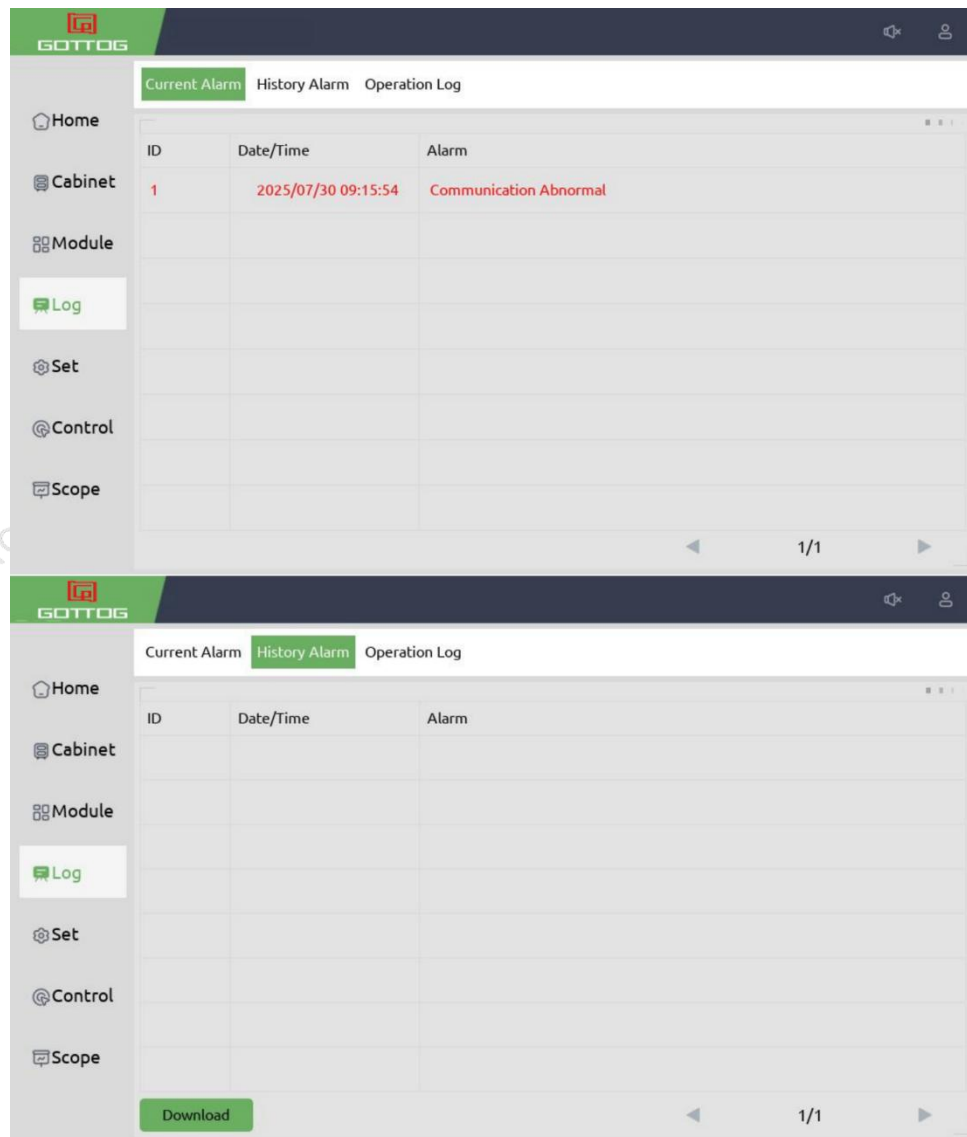 GOTTOG
Current Alarm History Alarm Operation Log
Home
ID Date/Time Alarm
Cabinet
1 2025/07/30 09:15:54 Communication Abnormal
Module
Log
Set
Control
Scope
1/1
GOTTOG
Current Alarm History Alarm Operation Log
Home
ID Date/Time Alarm
Cabinet
Module
Log
Set
Control
Scope
Download 1/1